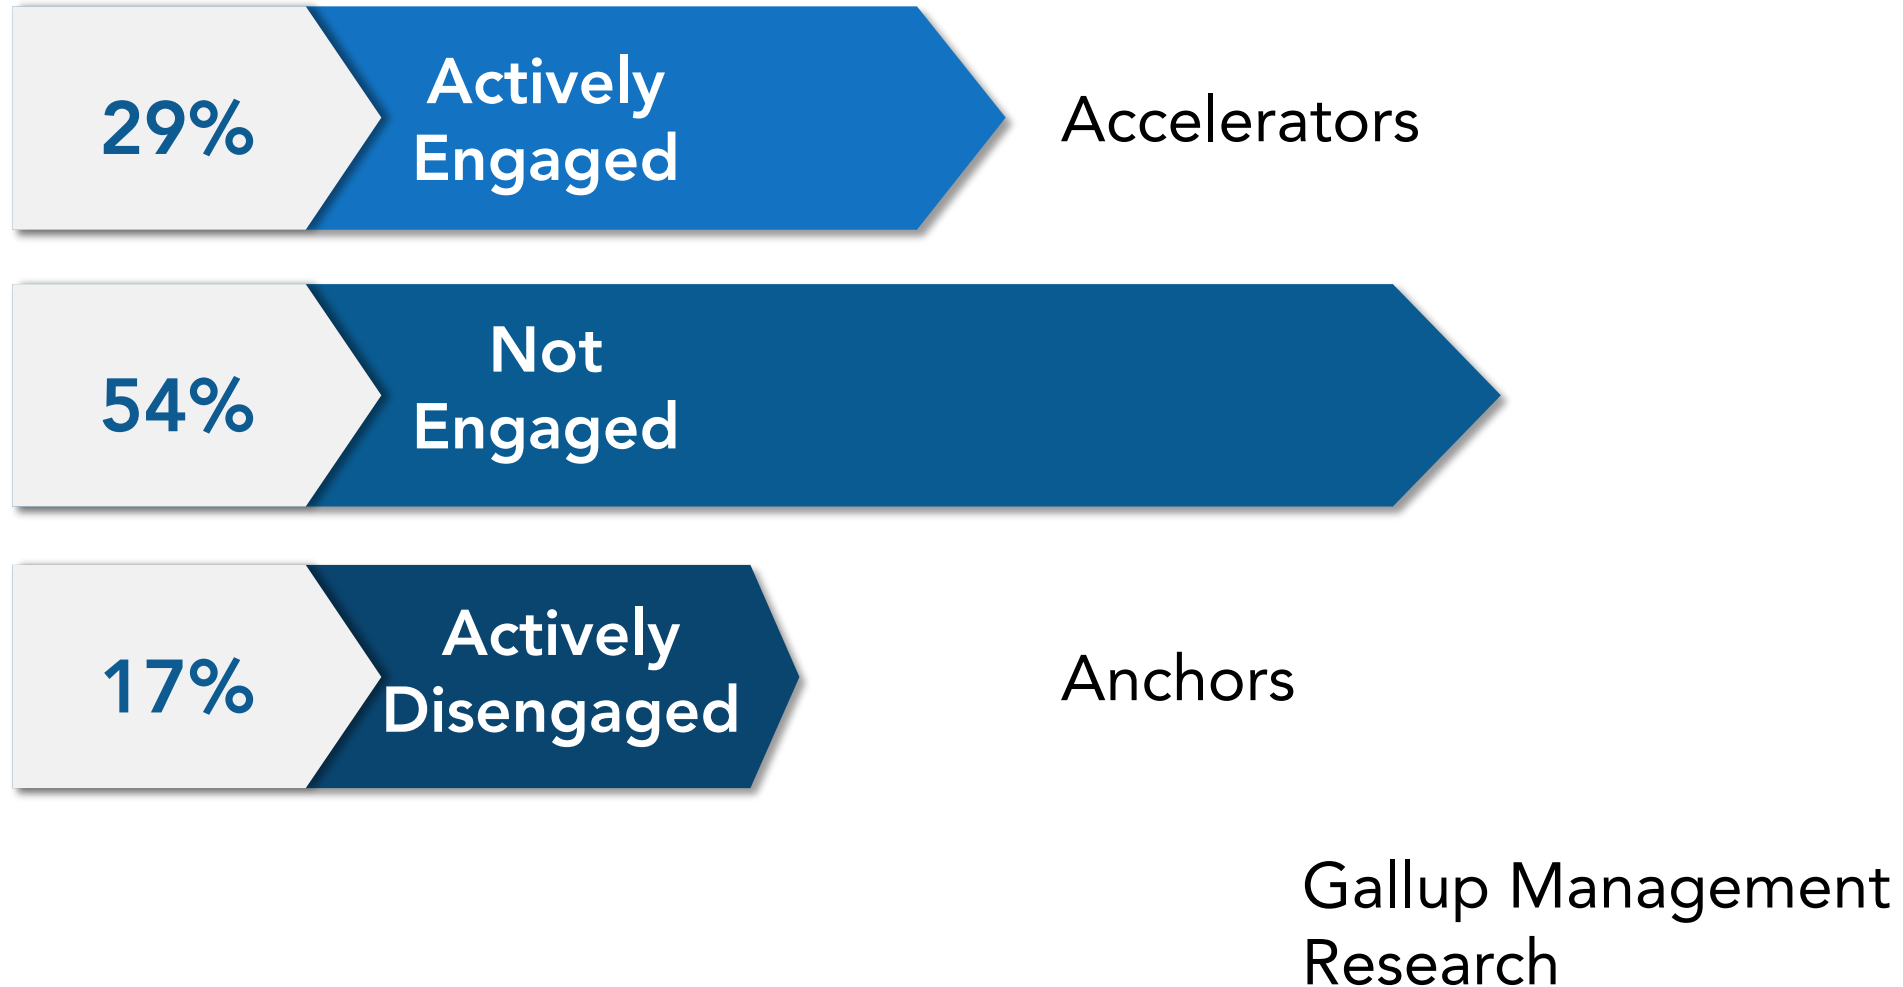 29%
Actively
Engaged
Accelerators
54%
Not
Engaged
17%
Actively
Disengaged
Anchors
Gallup Management
Research